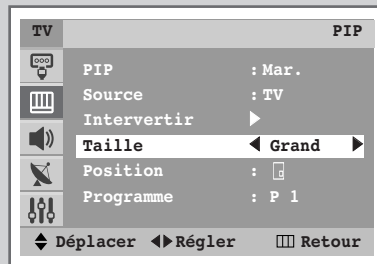 TV PIP
PIP : Mar.
Source : TV
Intervertir
Taille Grand
Position :
Programme : P 1
Déplacer Régler Retour